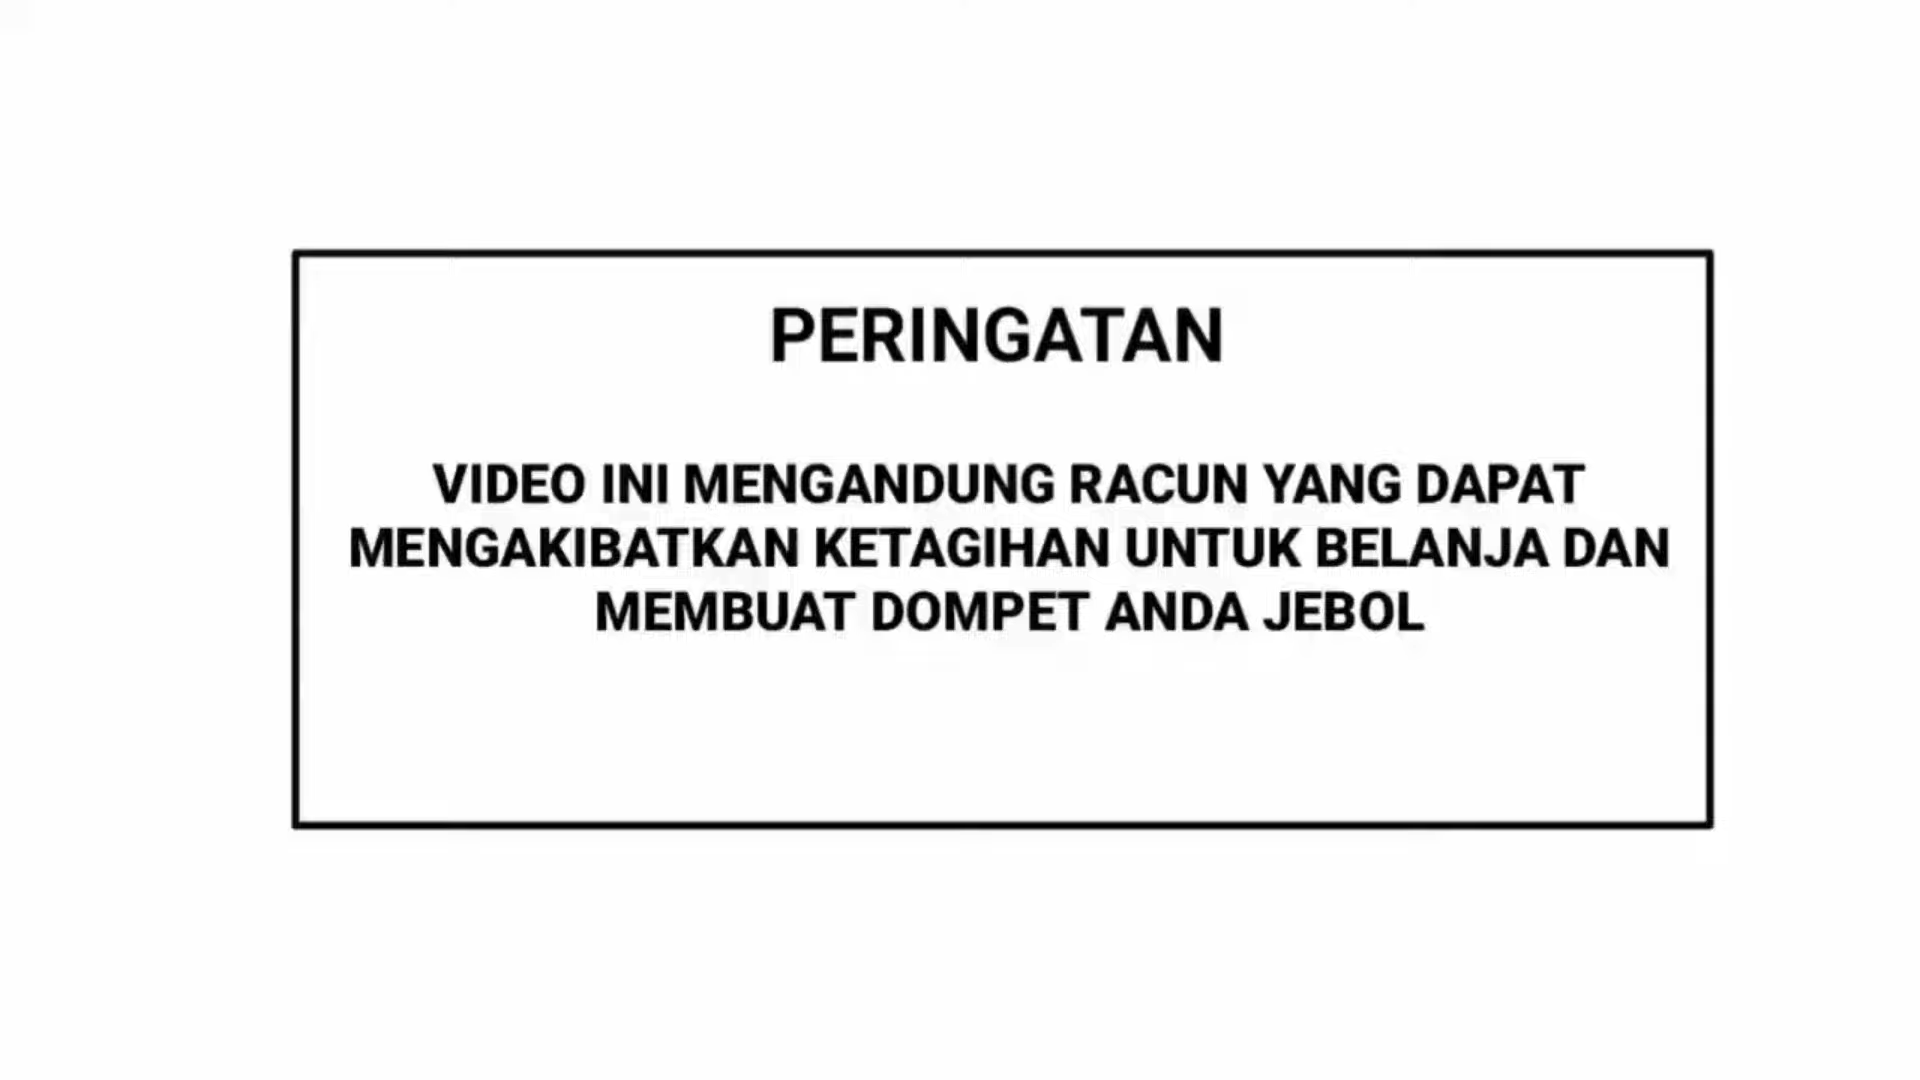 PERINGATAN
VIDEO INI MENGANDUNG RACUN YANG DAPAT
MENGAKIBATKAN KETAGIHAN UNTUK BELANJA DAN
MEMBUAT DOMPET ANDA JEBOL